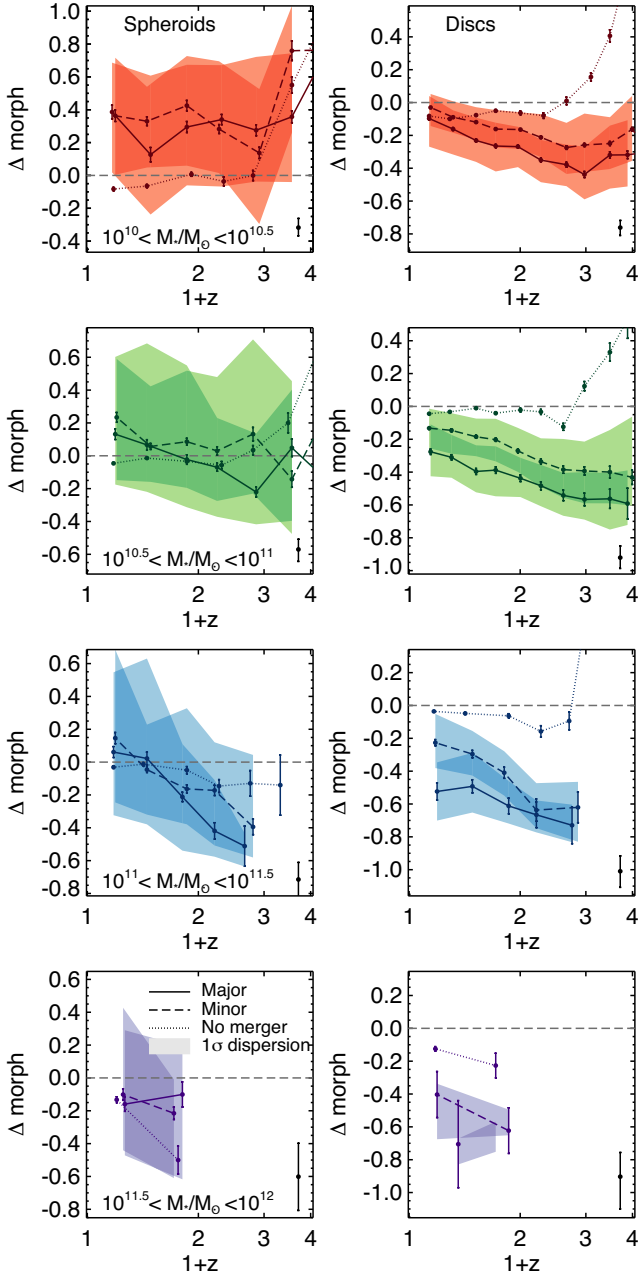 Spheroids
Discs
1.0
0.8
0.6
0.4
0.2
0.0
-0.2
-0.4
Δ morph
10^10 < M*/M⊙ <10^10.5
1 2 3 4
1+z
0.4
0.2
0.0
-0.2
-0.4
-0.6
-0.8
Δ morph
1 2 3 4
1+z
0.6
0.4
0.2
0.0
-0.2
-0.4
-0.6
Δ morph
10^10.5 < M*/M⊙ <10^11
1 2 3 4
1+z
0.4
0.2
0.0
-0.2
-0.4
-0.6
-0.8
-1.0
Δ morph
1 2 3 4
1+z
0.6
0.4
0.2
0.0
-0.2
-0.4
-0.6
-0.8
Δ morph
10^11 < M*/M⊙ <10^11.5
1 2 3 4
1+z
0.2
0.0
-0.2
-0.4
-0.6
-0.8
-1.0
Δ morph
1 2 3 4
1+z
0.6
0.4
0.2
0.0
-0.2
-0.4
-0.6
-0.8
Δ morph
Major
Minor
No merger
1σ dispersion
10^11.5 < M*/M⊙ <10^12
1 2 3 4
1+z
0.2
0.0
-0.2
-0.4
-0.6
-0.8
-1.0
Δ morph
1 2 3 4
1+z